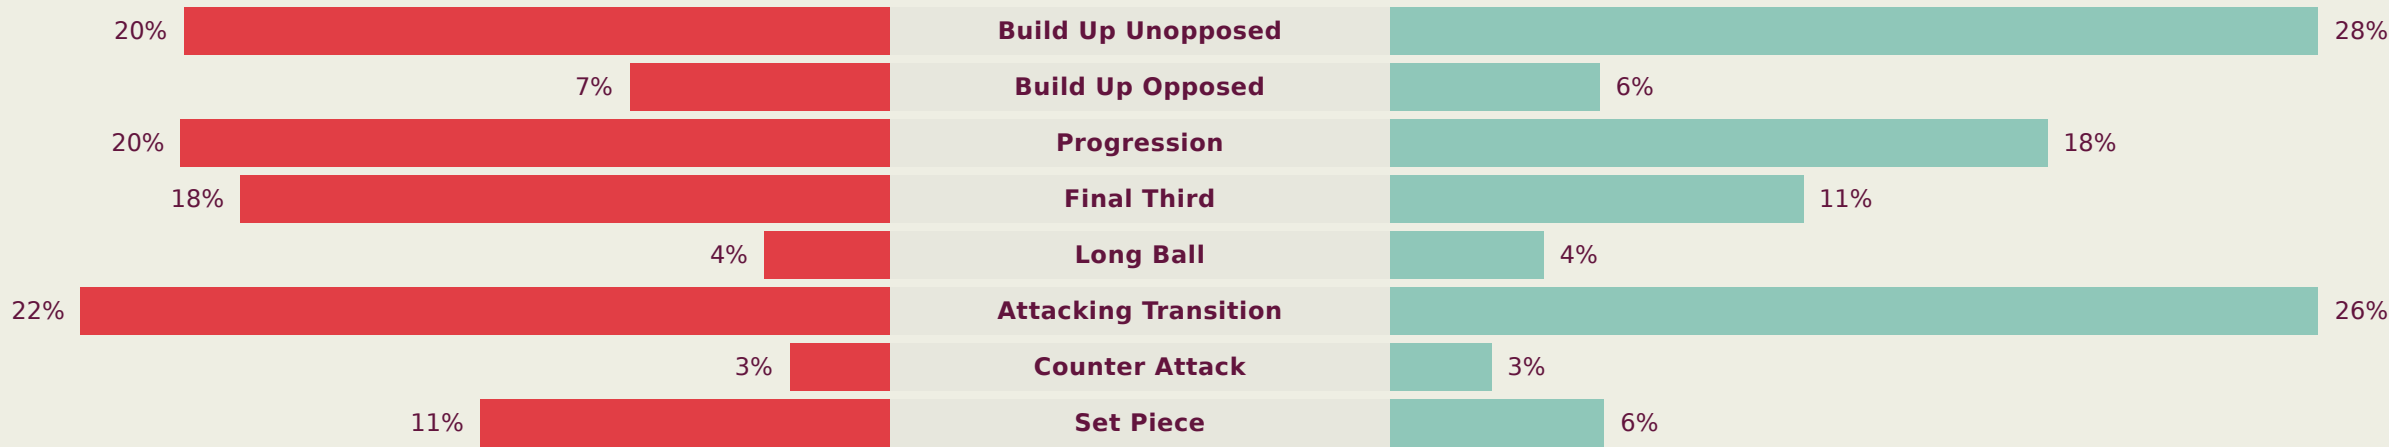 20% Build Up Unopposed 28%
7% Build Up Opposed 6%
20% Progression 18%
18% Final Third 11%
4% Long Ball 4%
22% Attacking Transition 26%
3% Counter Attack 3%
11% Set Piece 6%